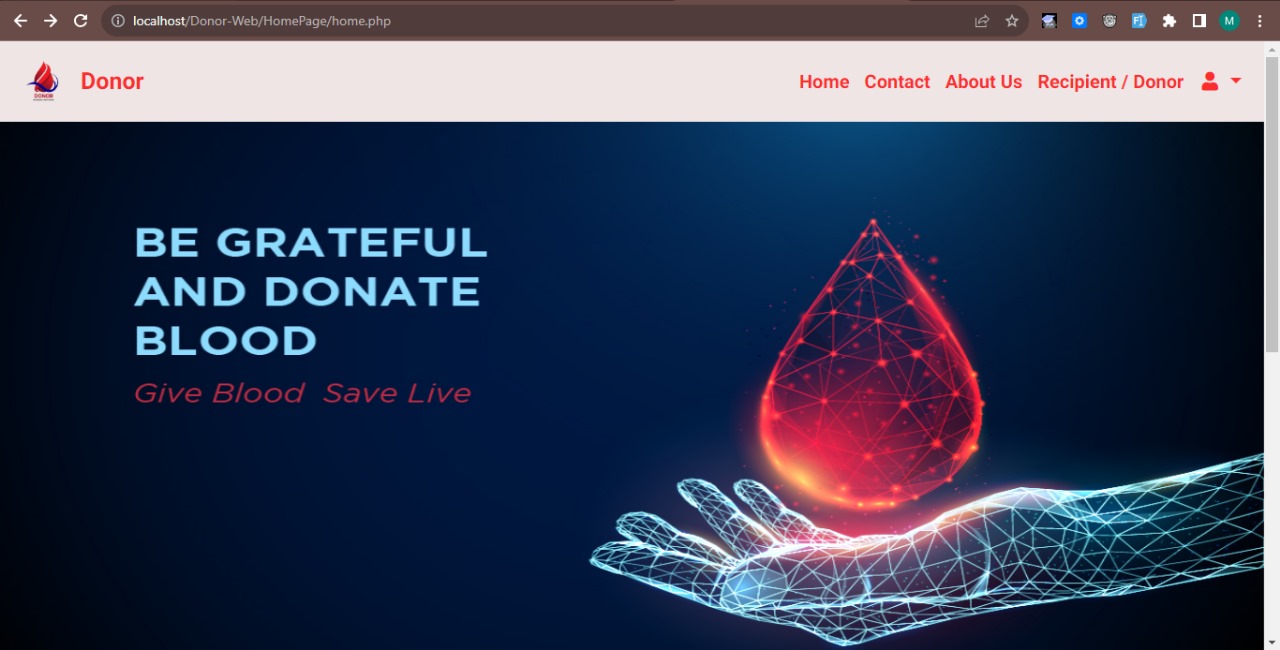 localhost/Donor-Web/HomePage/home.php
M
DONOR
Donor
Home Contact About Us Recipient / Donor
BE GRATEFUL
AND DONATE
BLOOD
Give Blood Save Live